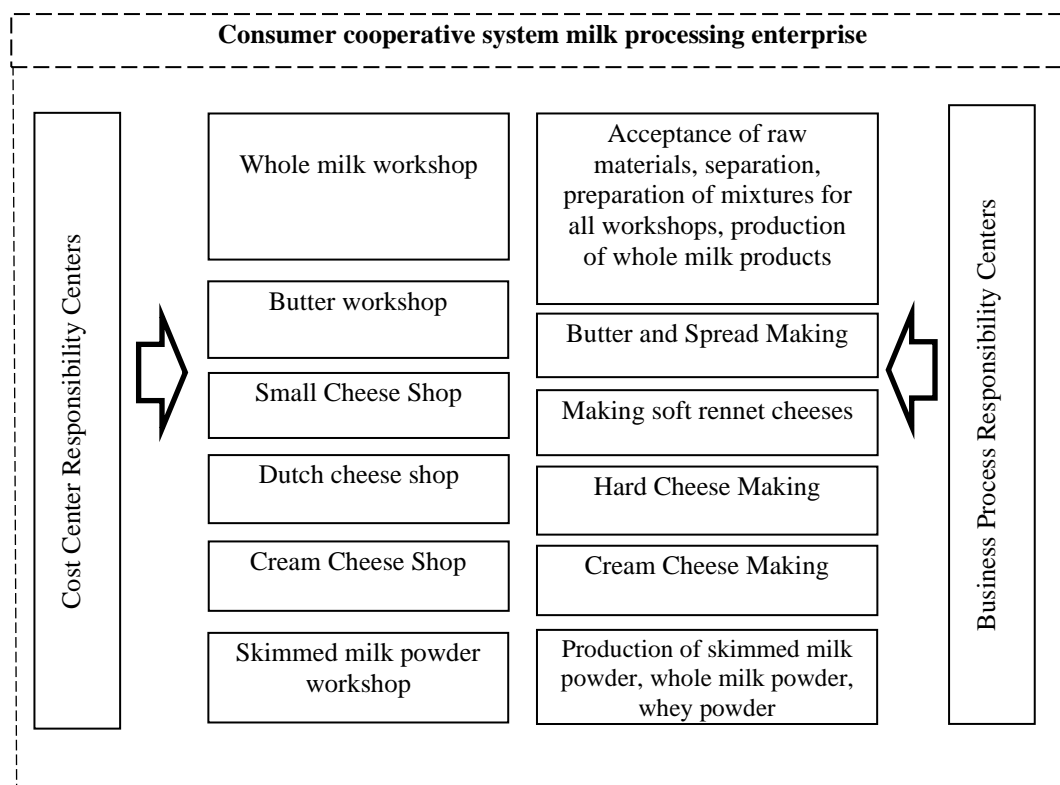 Consumer cooperative system milk processing enterprise
Cost Center Responsibility Centers
Whole milk workshop
Butter workshop
Small Cheese Shop
Dutch cheese shop
Cream Cheese Shop
Skimmed milk powder
workshop
Acceptance of raw
materials, separation,
preparation of mixtures for
all workshops, production
of whole milk products
Butter and Spread Making
Making soft rennet cheeses
Hard Cheese Making
Cream Cheese Making
Production of skimmed milk
powder, whole milk powder,
whey powder
Business Process Responsibility Centers